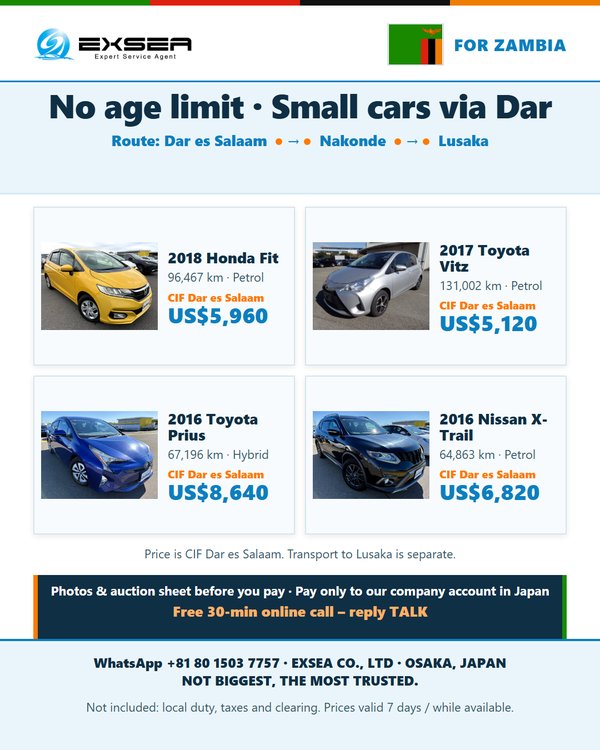 EXSEA
Expert Service Agent
FOR ZAMBIA
No age limit · Small cars via Dar
Route: Dar es Salaam ● → ● Nakonde ● → ● Lusaka
2018 Honda Fit
96,467 km · Petrol
CIF Dar es Salaam
US$5,960
2017 Toyota
Vitz
131,002 km · Petrol
CIF Dar es Salaam
US$5,120
2016 Toyota
Prius
67,196 km · Hybrid
CIF Dar es Salaam
US$8,640
2016 Nissan X-
Trail
64,863 km · Petrol
CIF Dar es Salaam
US$6,820
Price is CIF Dar es Salaam. Transport to Lusaka is separate.
Photos & auction sheet before you pay · Pay only to our company account in Japan
Free 30-min online call – reply TALK
WhatsApp +81 80 1503 7757 · EXSEA CO., LTD · OSAKA, JAPAN
NOT BIGGEST, THE MOST TRUSTED.
Not included: local duty, taxes and clearing. Prices valid 7 days / while available.